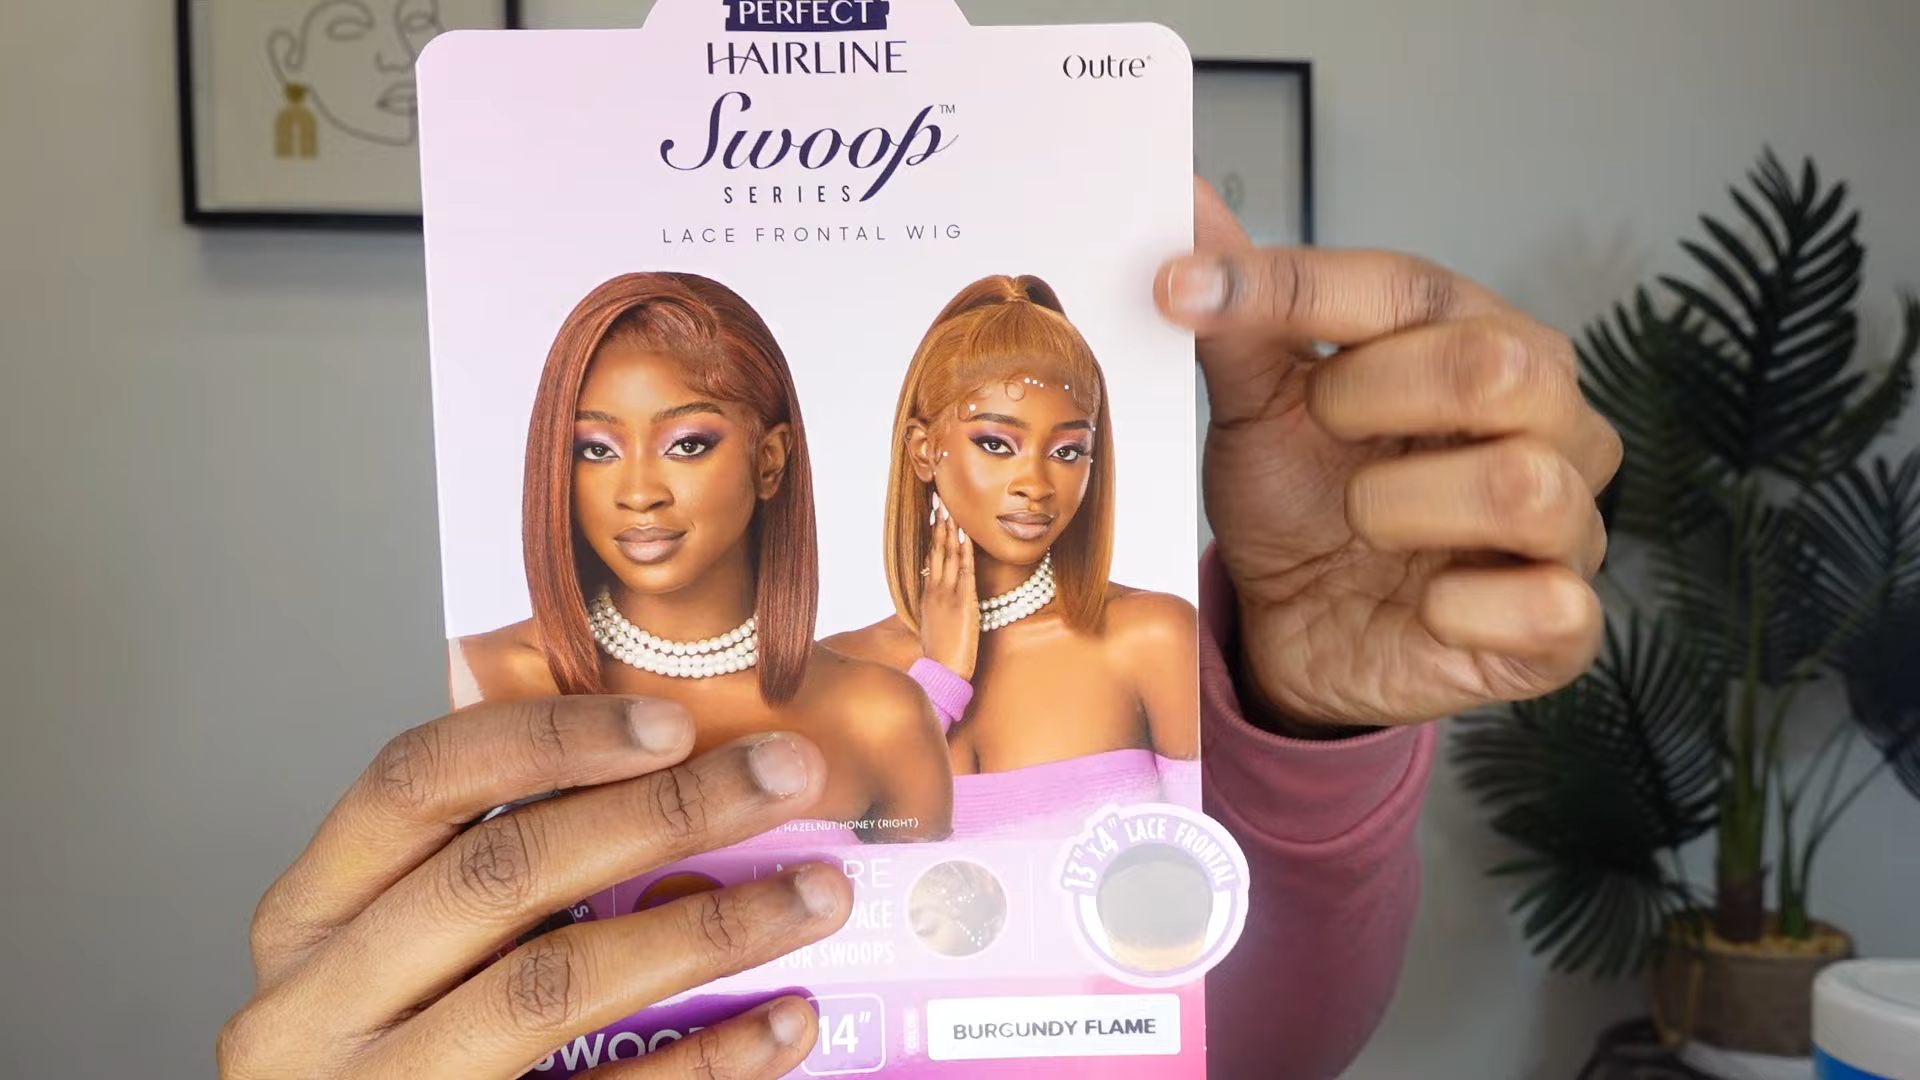 PERFECT
HAIRLINE
Outre®
Swoop™
SERIES
LACE FRONTAL WIG
HAZELNUT HONEY (RIGHT)
13"x4" LACE FRONTAL
FOR SWOOPS
14"
BURGUNDY FLAME